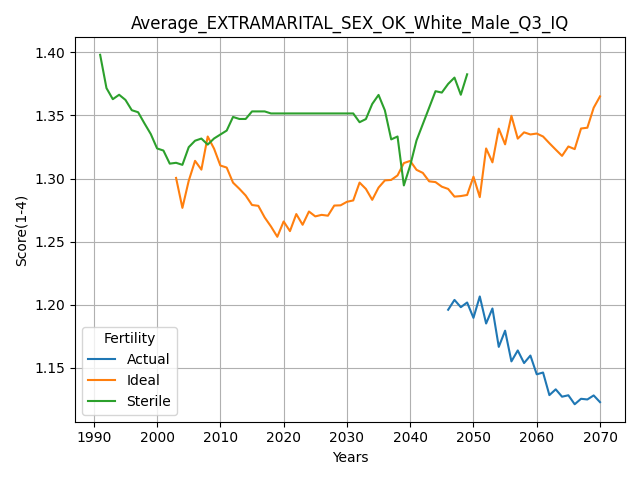 Average_EXTRAMARITAL_SEX_OK_White_Male_Q3_IQ
Score(1-4)
1.40
1.35
1.30
1.25
1.20
1.15
Fertility
Actual
Ideal
Sterile
1990 2000 2010 2020 2030 2040 2050 2060 2070
Years